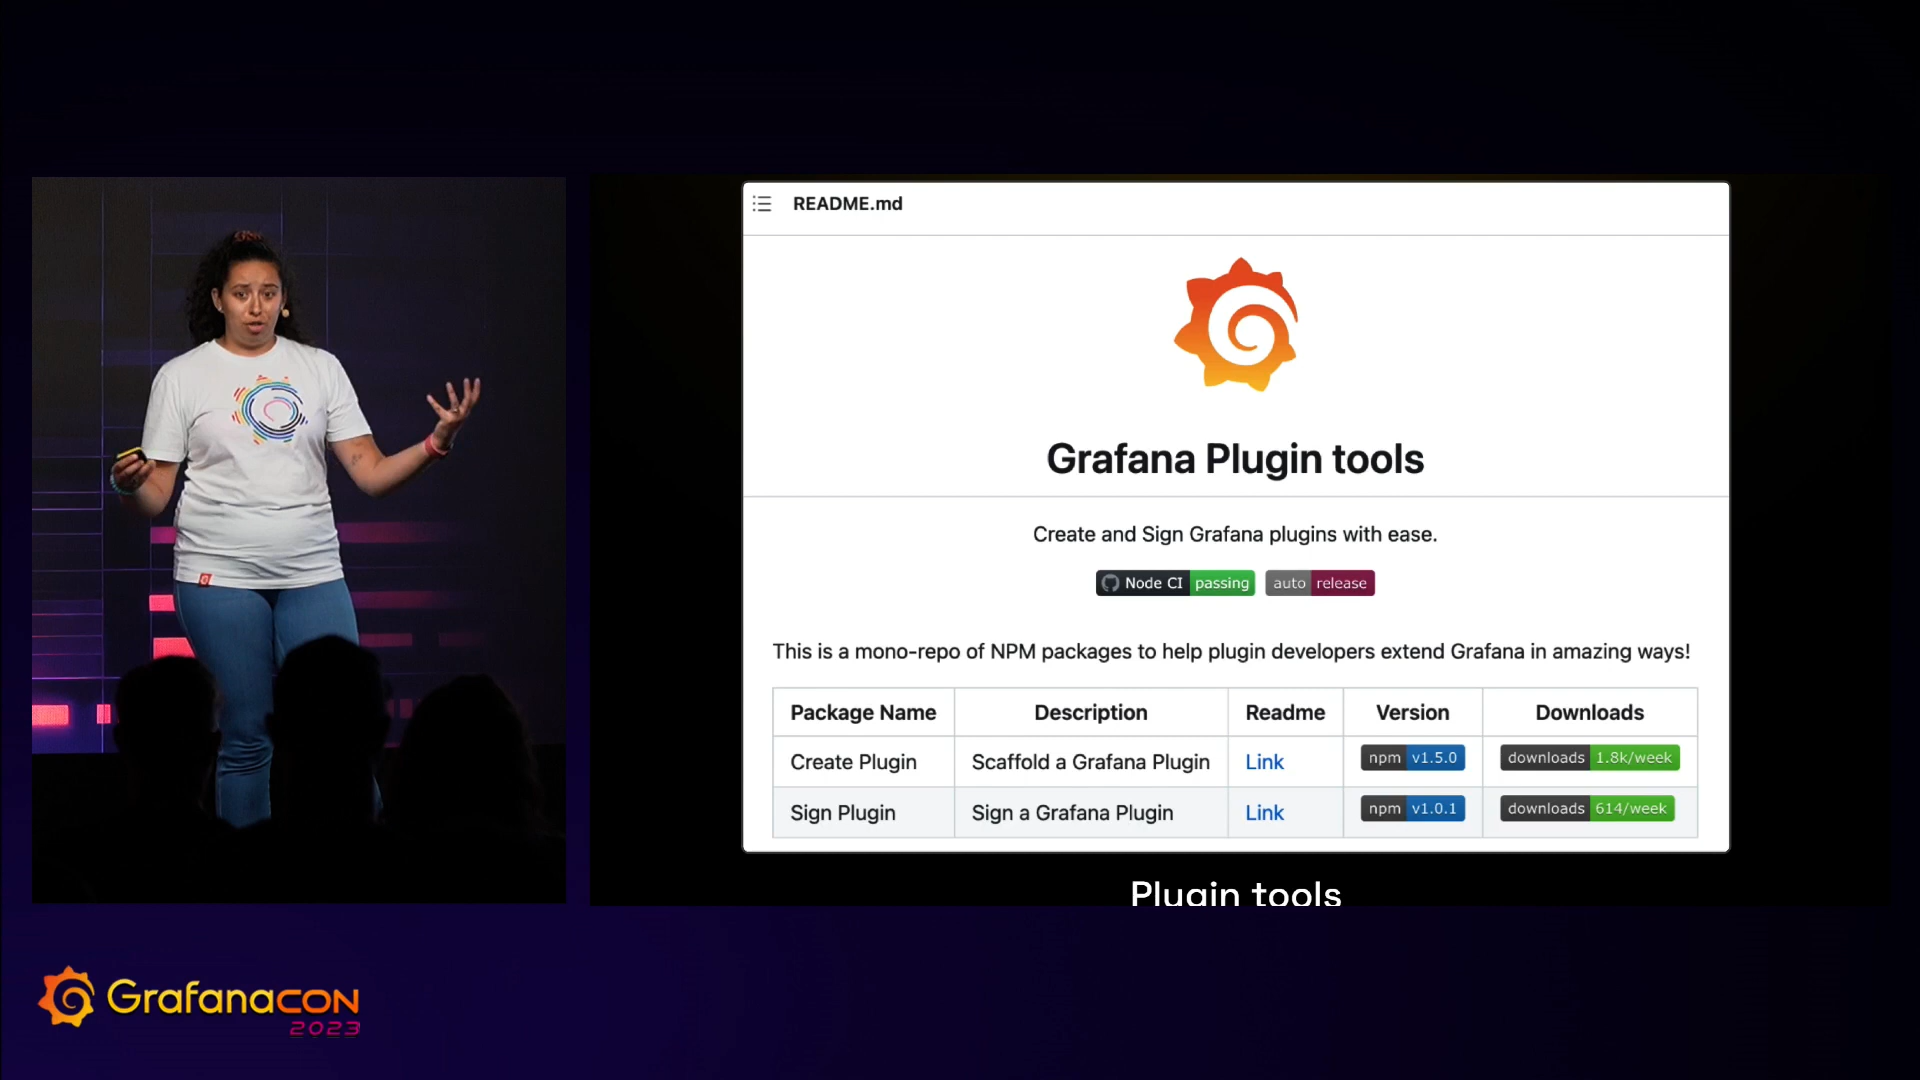 README.md
Grafana Plugin tools
Create and Sign Grafana plugins with ease.
Node CI passing auto release
This is a mono-repo of NPM packages to help plugin developers extend Grafana in amazing ways!
Package Name Description Readme Version Downloads
Create Plugin Scaffold a Grafana Plugin Link npm v1.5.0 downloads 1.8k/week
Sign Plugin Sign a Grafana Plugin Link npm v1.0.1 downloads 614/week
Plugin tools
GrafanaCON
2023